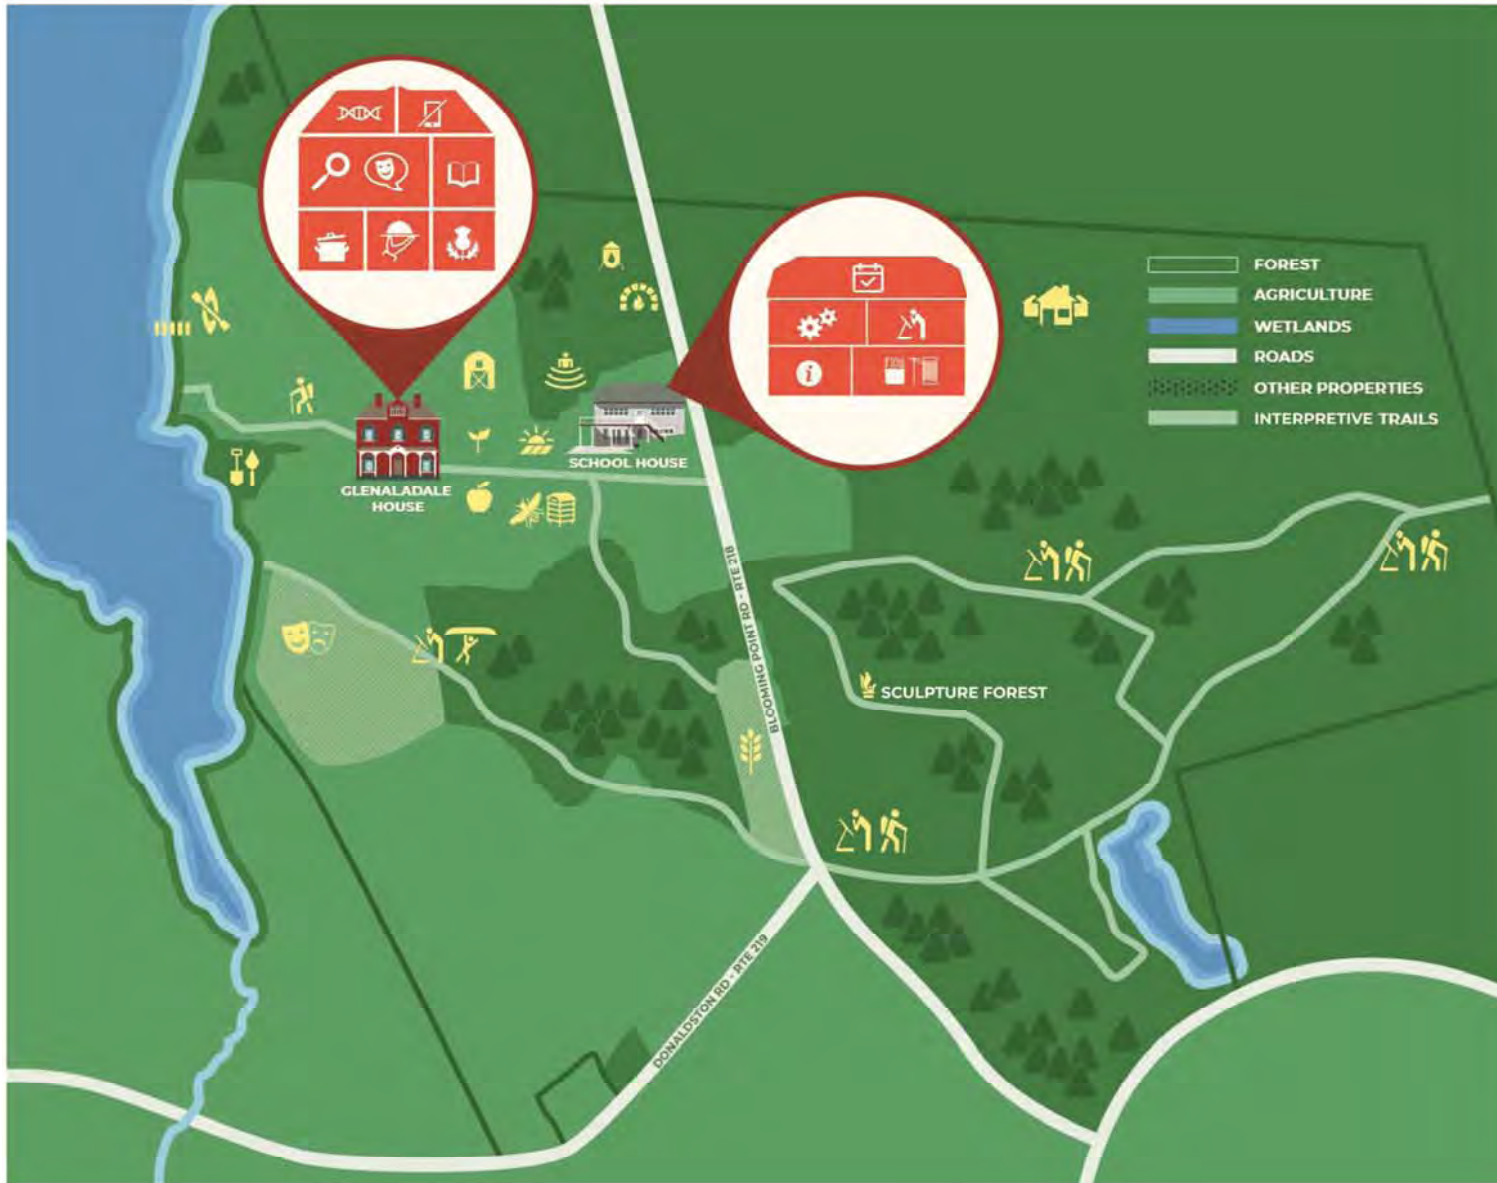 FOREST
AGRICULTURE
WETLANDS
ROADS
OTHER PROPERTIES
INTERPRETIVE TRAILS
SCHOOL HOUSE
GLENALADALE
HOUSE
BLOOMING POINT RD - RTE 218
SCULPTURE FOREST
DONALDSTON RD - RTE 219